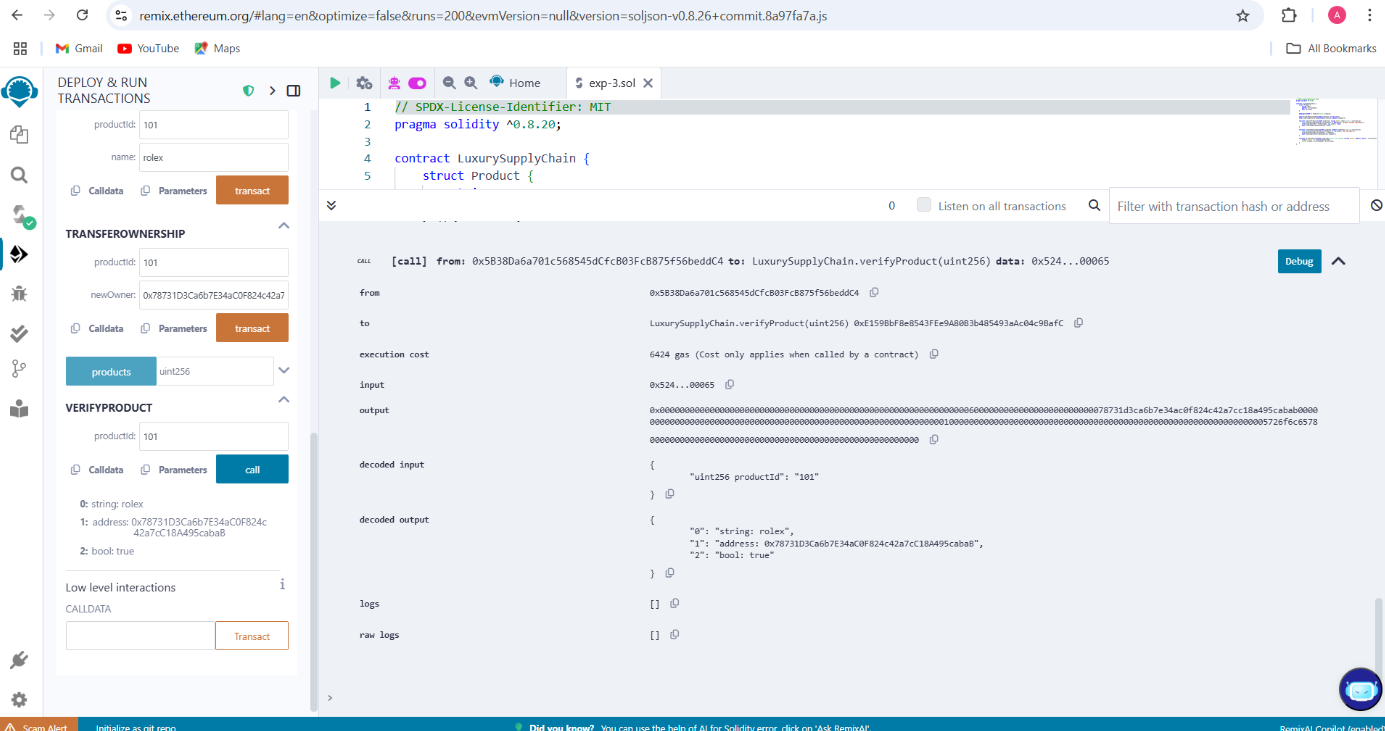 remix.ethereum.org/#lang=en&optimize=false&runs=200&evmVersion=null&version=soljson-v0.8.26+commit.8a97fa7a.js
A
Gmail
YouTube
Maps
All Bookmarks
DEPLOY & RUN
TRANSACTIONS
productid: 101
name: rolex
Calldata Parameters transact
TRANSFEROWNERSHIP
productid: 101
newOwner: 0x78731D3Ca6b7E34aC0F824c42a7
Calldata Parameters transact
products uint256
VERIFYPRODUCT
productid: 101
Calldata Parameters call
0: string: rolex
1: address: 0x78731D3Ca6b7E34aC0F824c
42a7cC18A495cabaB
2: bool: true
Low level interactions i
CALLDATA
Transact
Home exp-3.sol
1 // SPDX-License-Identifier: MIT
2 pragma solidity ^0.8.20;
3
4 contract LuxurySupplyChain {
5 struct Product {
0 Listen on all transactions Filter with transaction hash or address
CALL [call] from: 0x5B38Da6a701c568545dCfcB03FcB875f56beddC4 to: LuxurySupplyChain.verifyProduct(uint256) data: 0x524...00065 Debug
from 0x5B38Da6a701c568545dCfcB03FcB875f56beddC4
to LuxurySupplyChain.verifyProduct(uint256)
execution cost 6424 gas (Cost only applies when called by a contract)
input 0x524...00065
output
decoded input {
"uint256 productId": "101"
}
decoded output {
"0": "string: rolex",
"1": "address: 0x78731D3Ca6b7E34aC0F824c42a7cC18A495cabaB",
"2": "bool: true"
}
logs []
raw logs []
>
Scam Alert Initialize as git repo Did you know? You can use the help of AI for Solidity error, click on 'Ask RemixAI'. RemixAI Copilot (enabled)